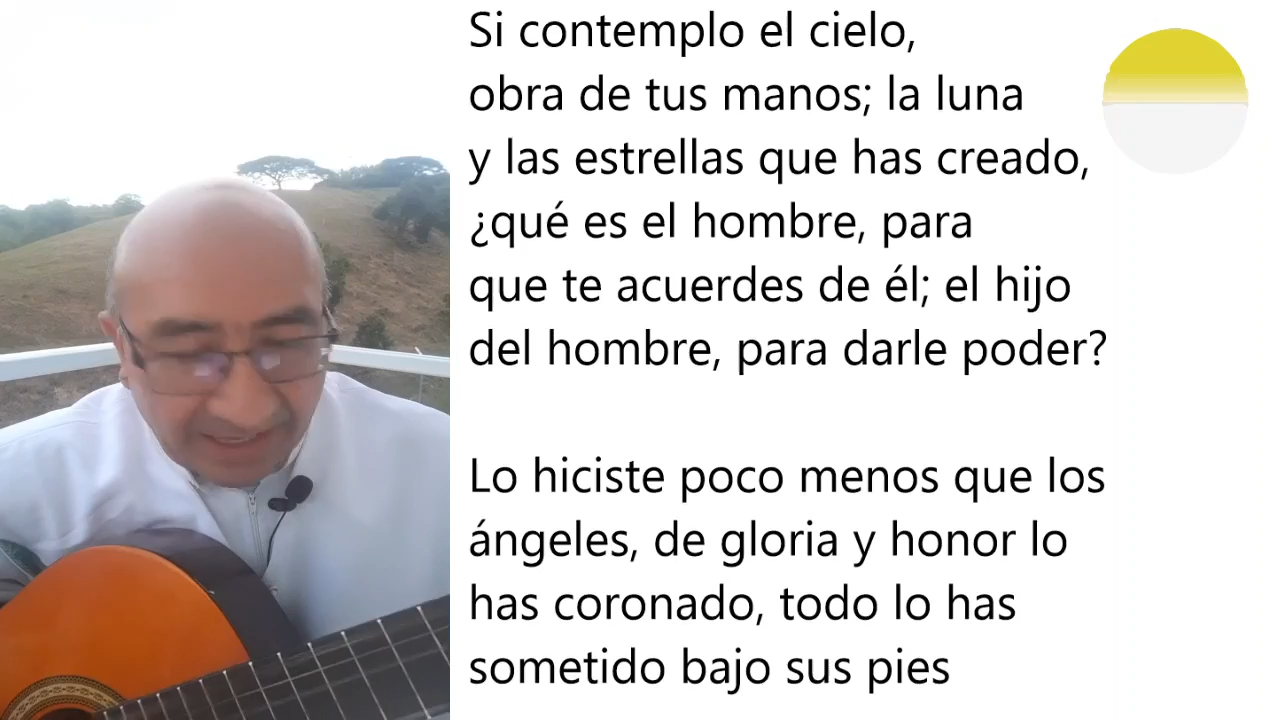 Si contemplo el cielo,
obra de tus manos; la luna
y las estrellas que has creado,
¿qué es el hombre, para
que te acuerdes de él; el hijo
del hombre, para darle poder?
Lo hiciste poco menos que los
ángeles, de gloria y honor lo
has coronado, todo lo has
sometido bajo sus pies